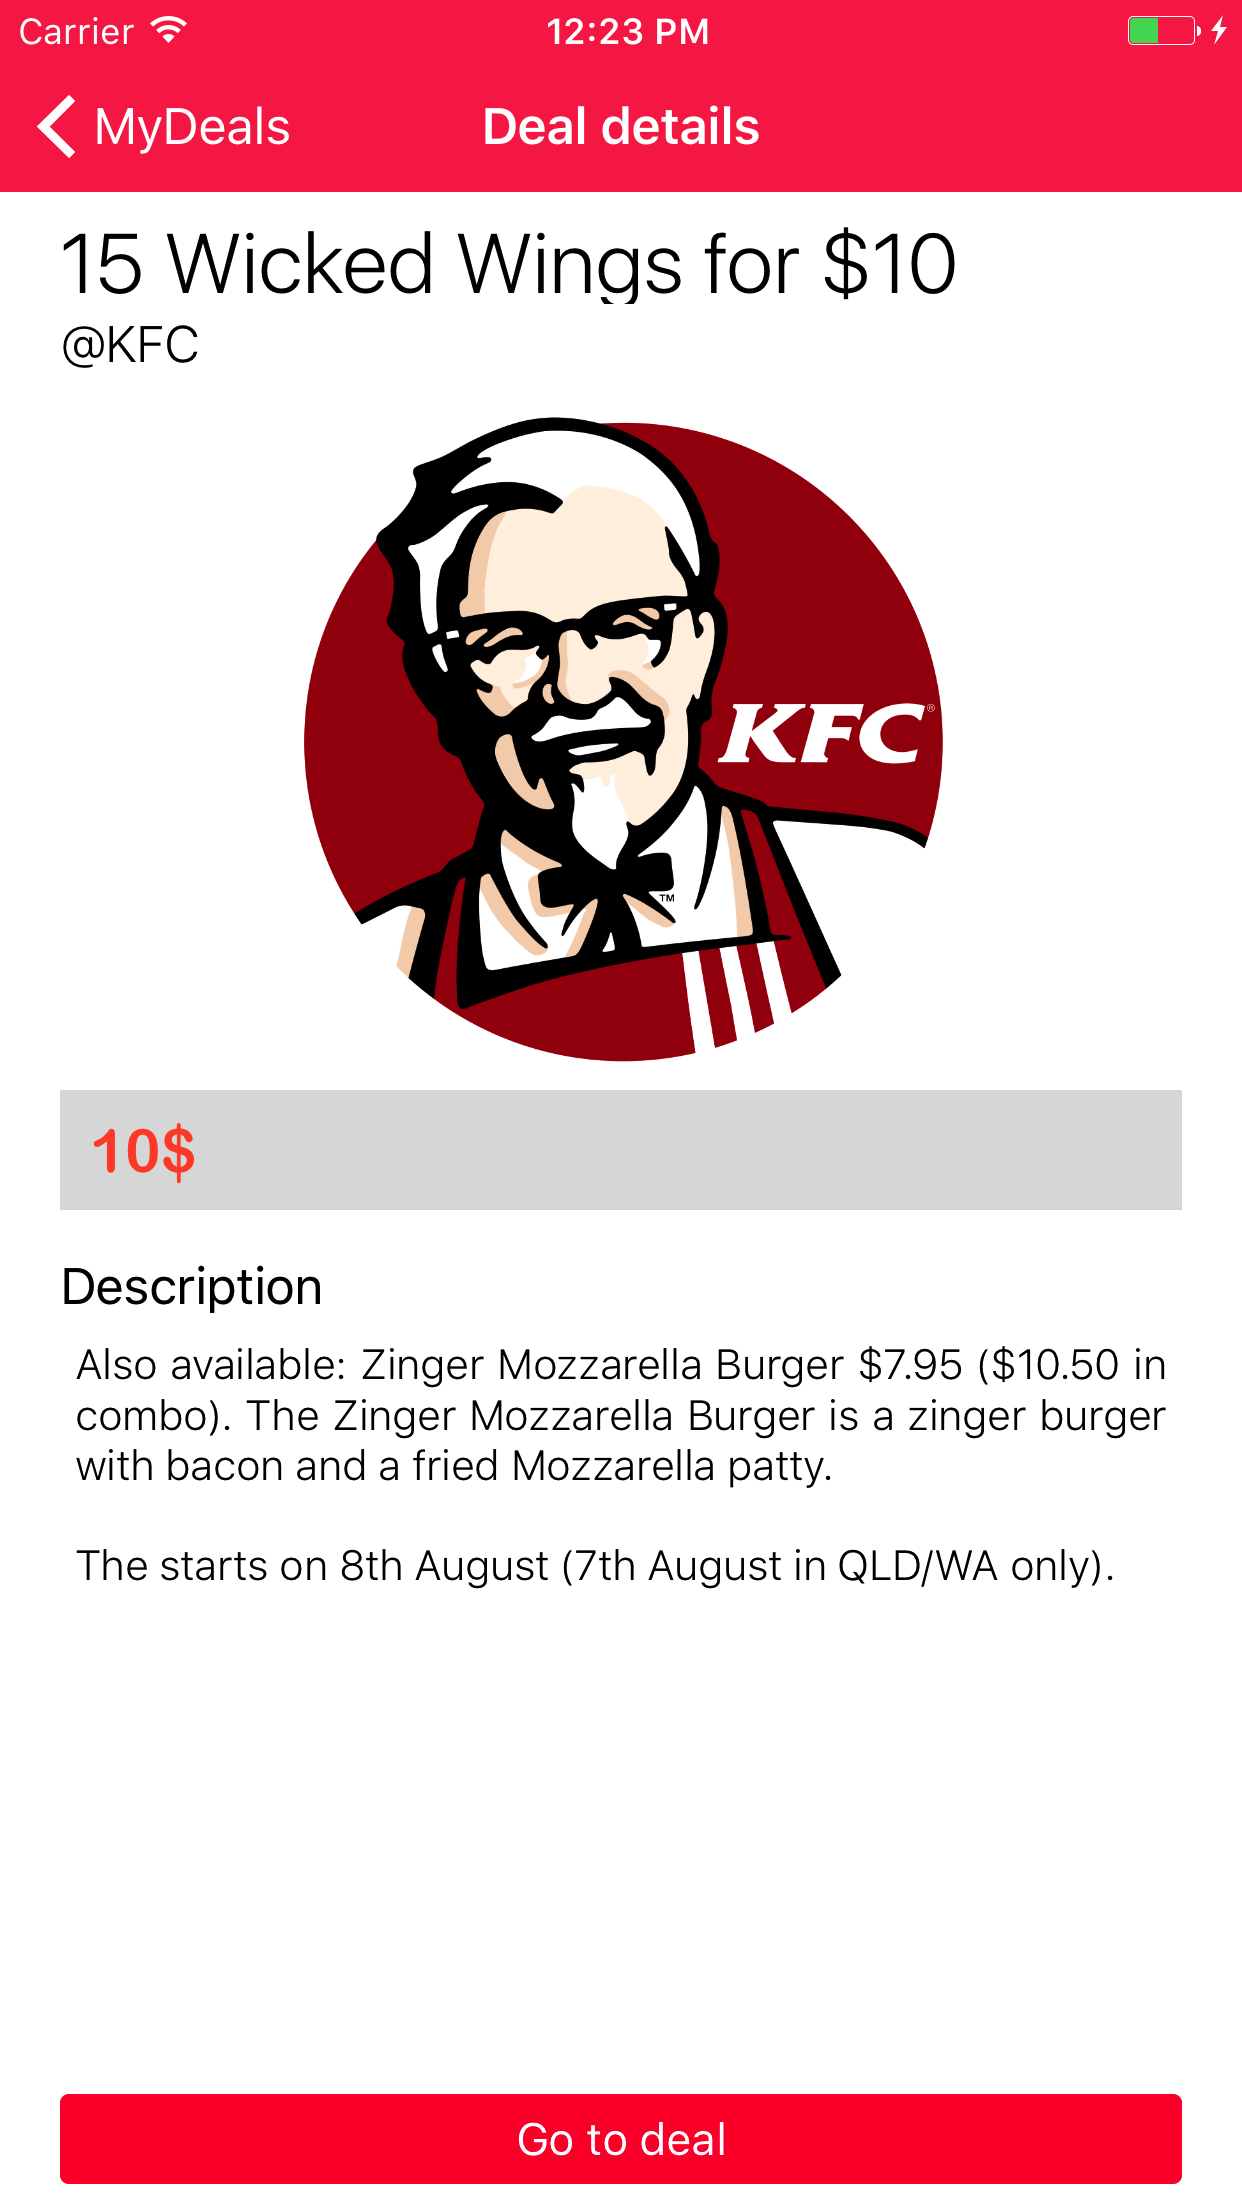 Carrier 12:23 PM
MyDeals Deal details
15 Wicked Wings for $10
@KFC
KFC®
TM
10$
Description
Also available: Zinger Mozzarella Burger $7.95 ($10.50 in
combo). The Zinger Mozzarella Burger is a zinger burger
with bacon and a fried Mozzarella patty.
The starts on 8th August (7th August in QLD/WA only).
Go to deal